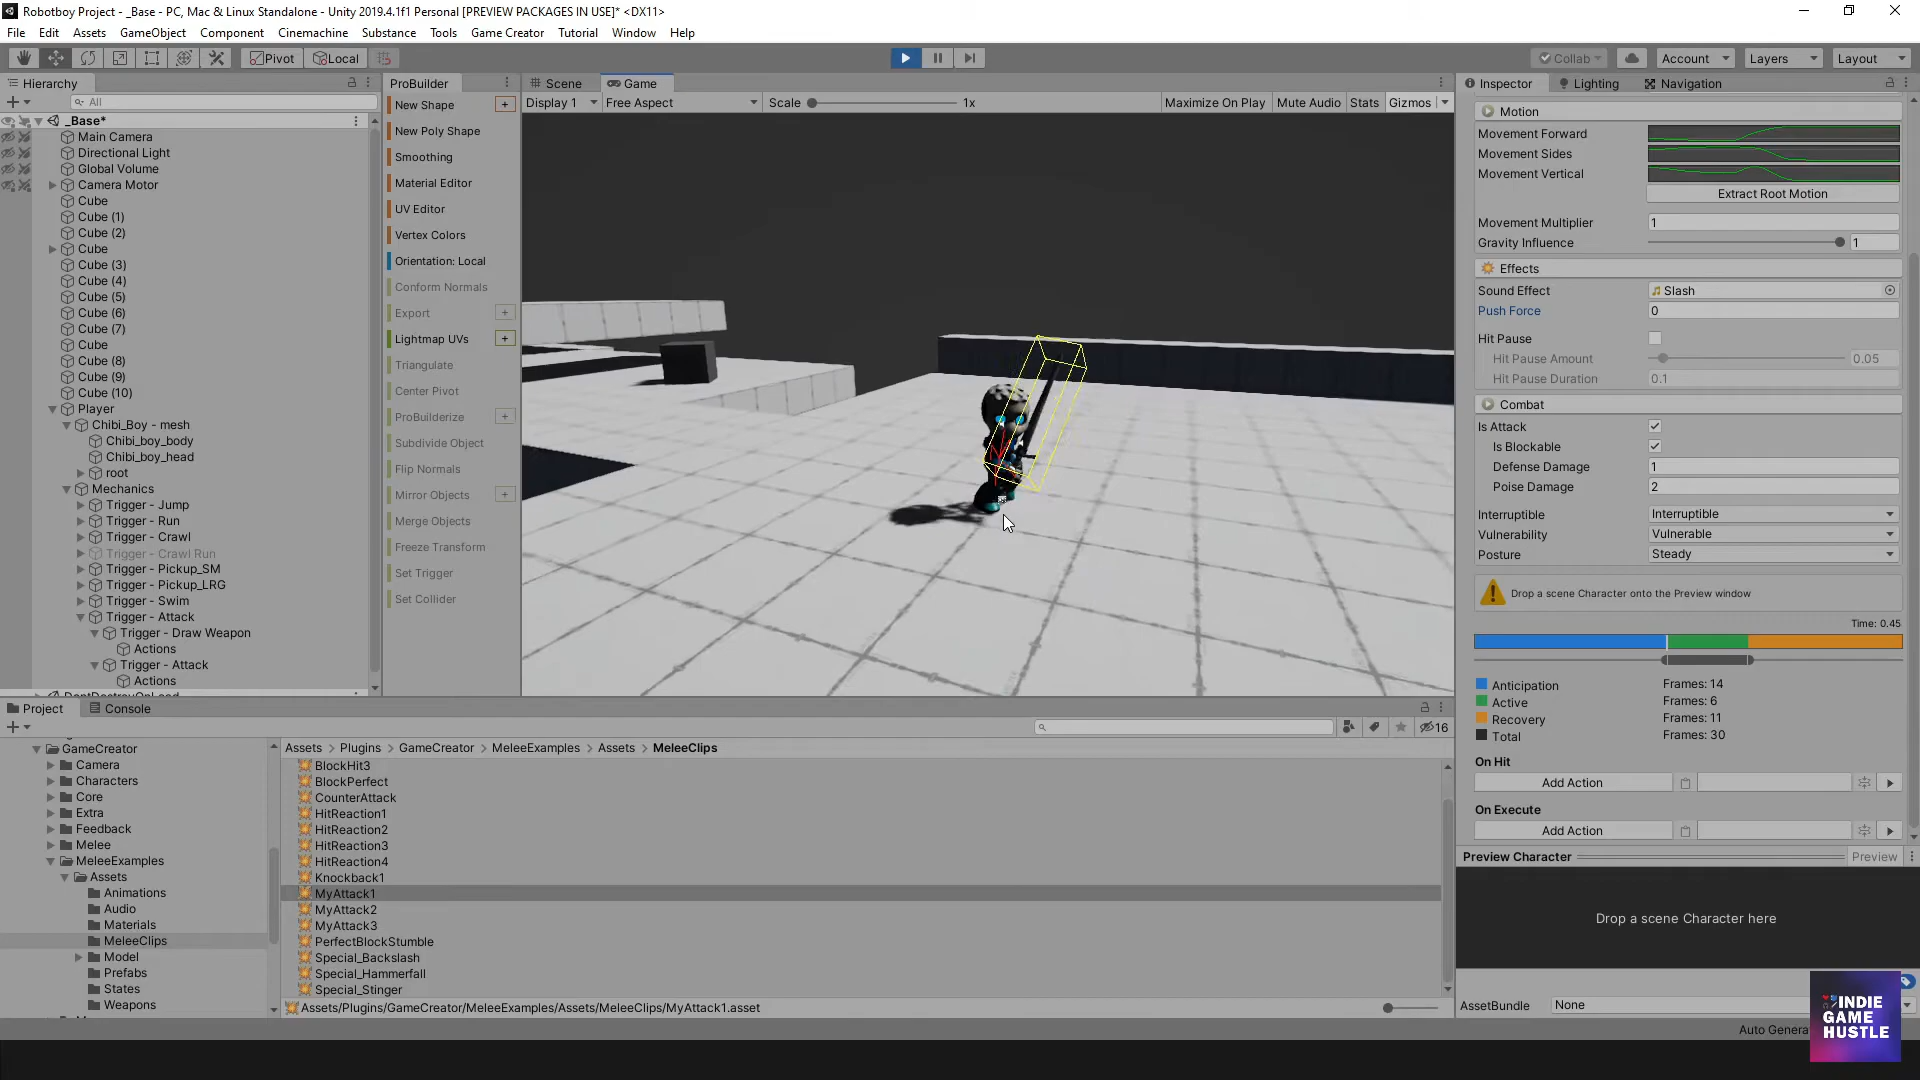 Robotboy Project - _Base - PC, Mac & Linux Standalone - Unity 2019.4.1f1 Personal [PREVIEW PACKAGES IN USE]* <DX11>
File Edit Assets GameObject Component Cinemachine Substance Tools Game Creator Tutorial Window Help
Pivot Local Collab Account Layers Layout
Hierarchy
All
_Base*
Main Camera
Directional Light
Global Volume
Camera Motor
Cube
Cube (1)
Cube (2)
Cube
Cube (3)
Cube (4)
Cube (5)
Cube (6)
Cube (7)
Cube
Cube (8)
Cube (9)
Cube (10)
Player
Chibi_Boy - mesh
Chibi_boy_body
Chibi_boy_head
root
Mechanics
Trigger - Jump
Trigger - Run
Trigger - Crawl
Trigger - Crawl Run
Trigger - Pickup_SM
Trigger - Pickup_LRG
Trigger - Swim
Trigger - Attack
Trigger - Draw Weapon
Actions
Trigger - Attack
Actions
DontDestroyOnLoad
ProBuilder
New Shape
New Poly Shape
Smoothing
Material Editor
UV Editor
Vertex Colors
Orientation: Local
Conform Normals
Export
Lightmap UVs
Triangulate
Center Pivot
ProBuilderize
Subdivide Object
Flip Normals
Mirror Objects
Merge Objects
Freeze Transform
Set Trigger
Set Collider
Scene Game
Display 1 Free Aspect Scale 1x Maximize On Play Mute Audio Stats Gizmos
Inspector Lighting Navigation
Motion
Movement Forward
Movement Sides
Movement Vertical
Extract Root Motion
Movement Multiplier 1
Gravity Influence 1
Effects
Sound Effect Slash
Push Force 0
Hit Pause
Hit Pause Amount 0.05
Hit Pause Duration 0.1
Combat
Is Attack
Is Blockable
Defense Damage 1
Poise Damage 2
Interruptible Interruptible
Vulnerability Vulnerable
Posture Steady
Drop a scene Character onto the Preview window
Time: 0.45
Anticipation Frames: 14
Active Frames: 6
Recovery Frames: 11
Total Frames: 30
On Hit
Add Action
On Execute
Add Action
Preview Character Preview
Drop a scene Character here
AssetBundle None
Auto Genera
INDIE
GAME
HUSTLE
Project Console
16
GameCreator
Camera
Characters
Core
Extra
Feedback
Melee
MeleeExamples
Assets
Animations
Audio
Materials
MeleeClips
Model
Prefabs
States
Weapons
Assets > Plugins > GameCreator > MeleeExamples > Assets > MeleeClips
BlockHit3
BlockPerfect
CounterAttack
HitReaction1
HitReaction2
HitReaction3
HitReaction4
Knockback1
MyAttack1
MyAttack2
MyAttack3
PerfectBlockStumble
Special_Backslash
Special_Hammerfall
Special_Stinger
Assets/Plugins/GameCreator/MeleeExamples/Assets/MeleeClips/MyAttack1.asset